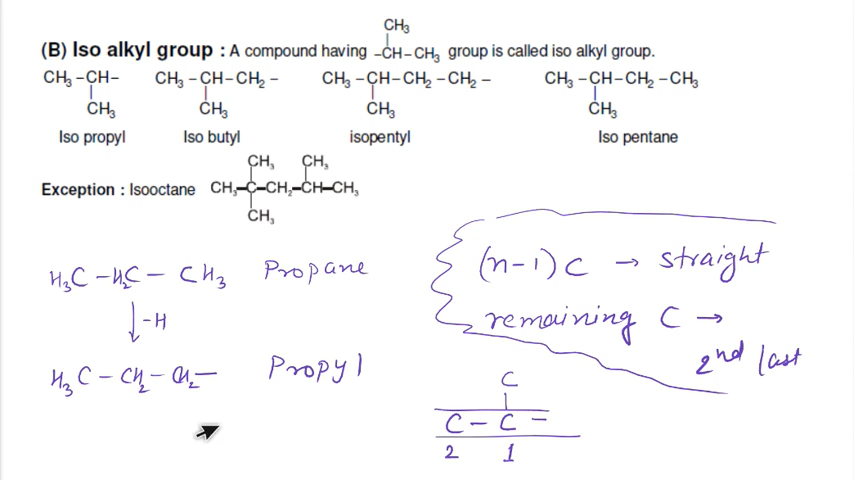 CH₃
(B) Iso alkyl group : A compound having –CH–CH₃ group is called iso alkyl group.
CH₃ –CH– CH₃ –CH–CH₂ – CH₃ –CH–CH₂ –CH₂ – CH₃ –CH–CH₂ –CH₃
CH₃ CH₃ CH₃ CH₃
Iso propyl Iso butyl isopentyl Iso pentane
CH₃ CH₃
Exception : Isooctane CH₃–C–CH₂–CH–CH₃
CH₃
H₃C – H₂C – CH₃ Propane
↓ -H
H₃C – CH₂ – CH₂ – Propyl
(n-1) C → straight
remaining C →
2nd last
C
C – C –
2 1